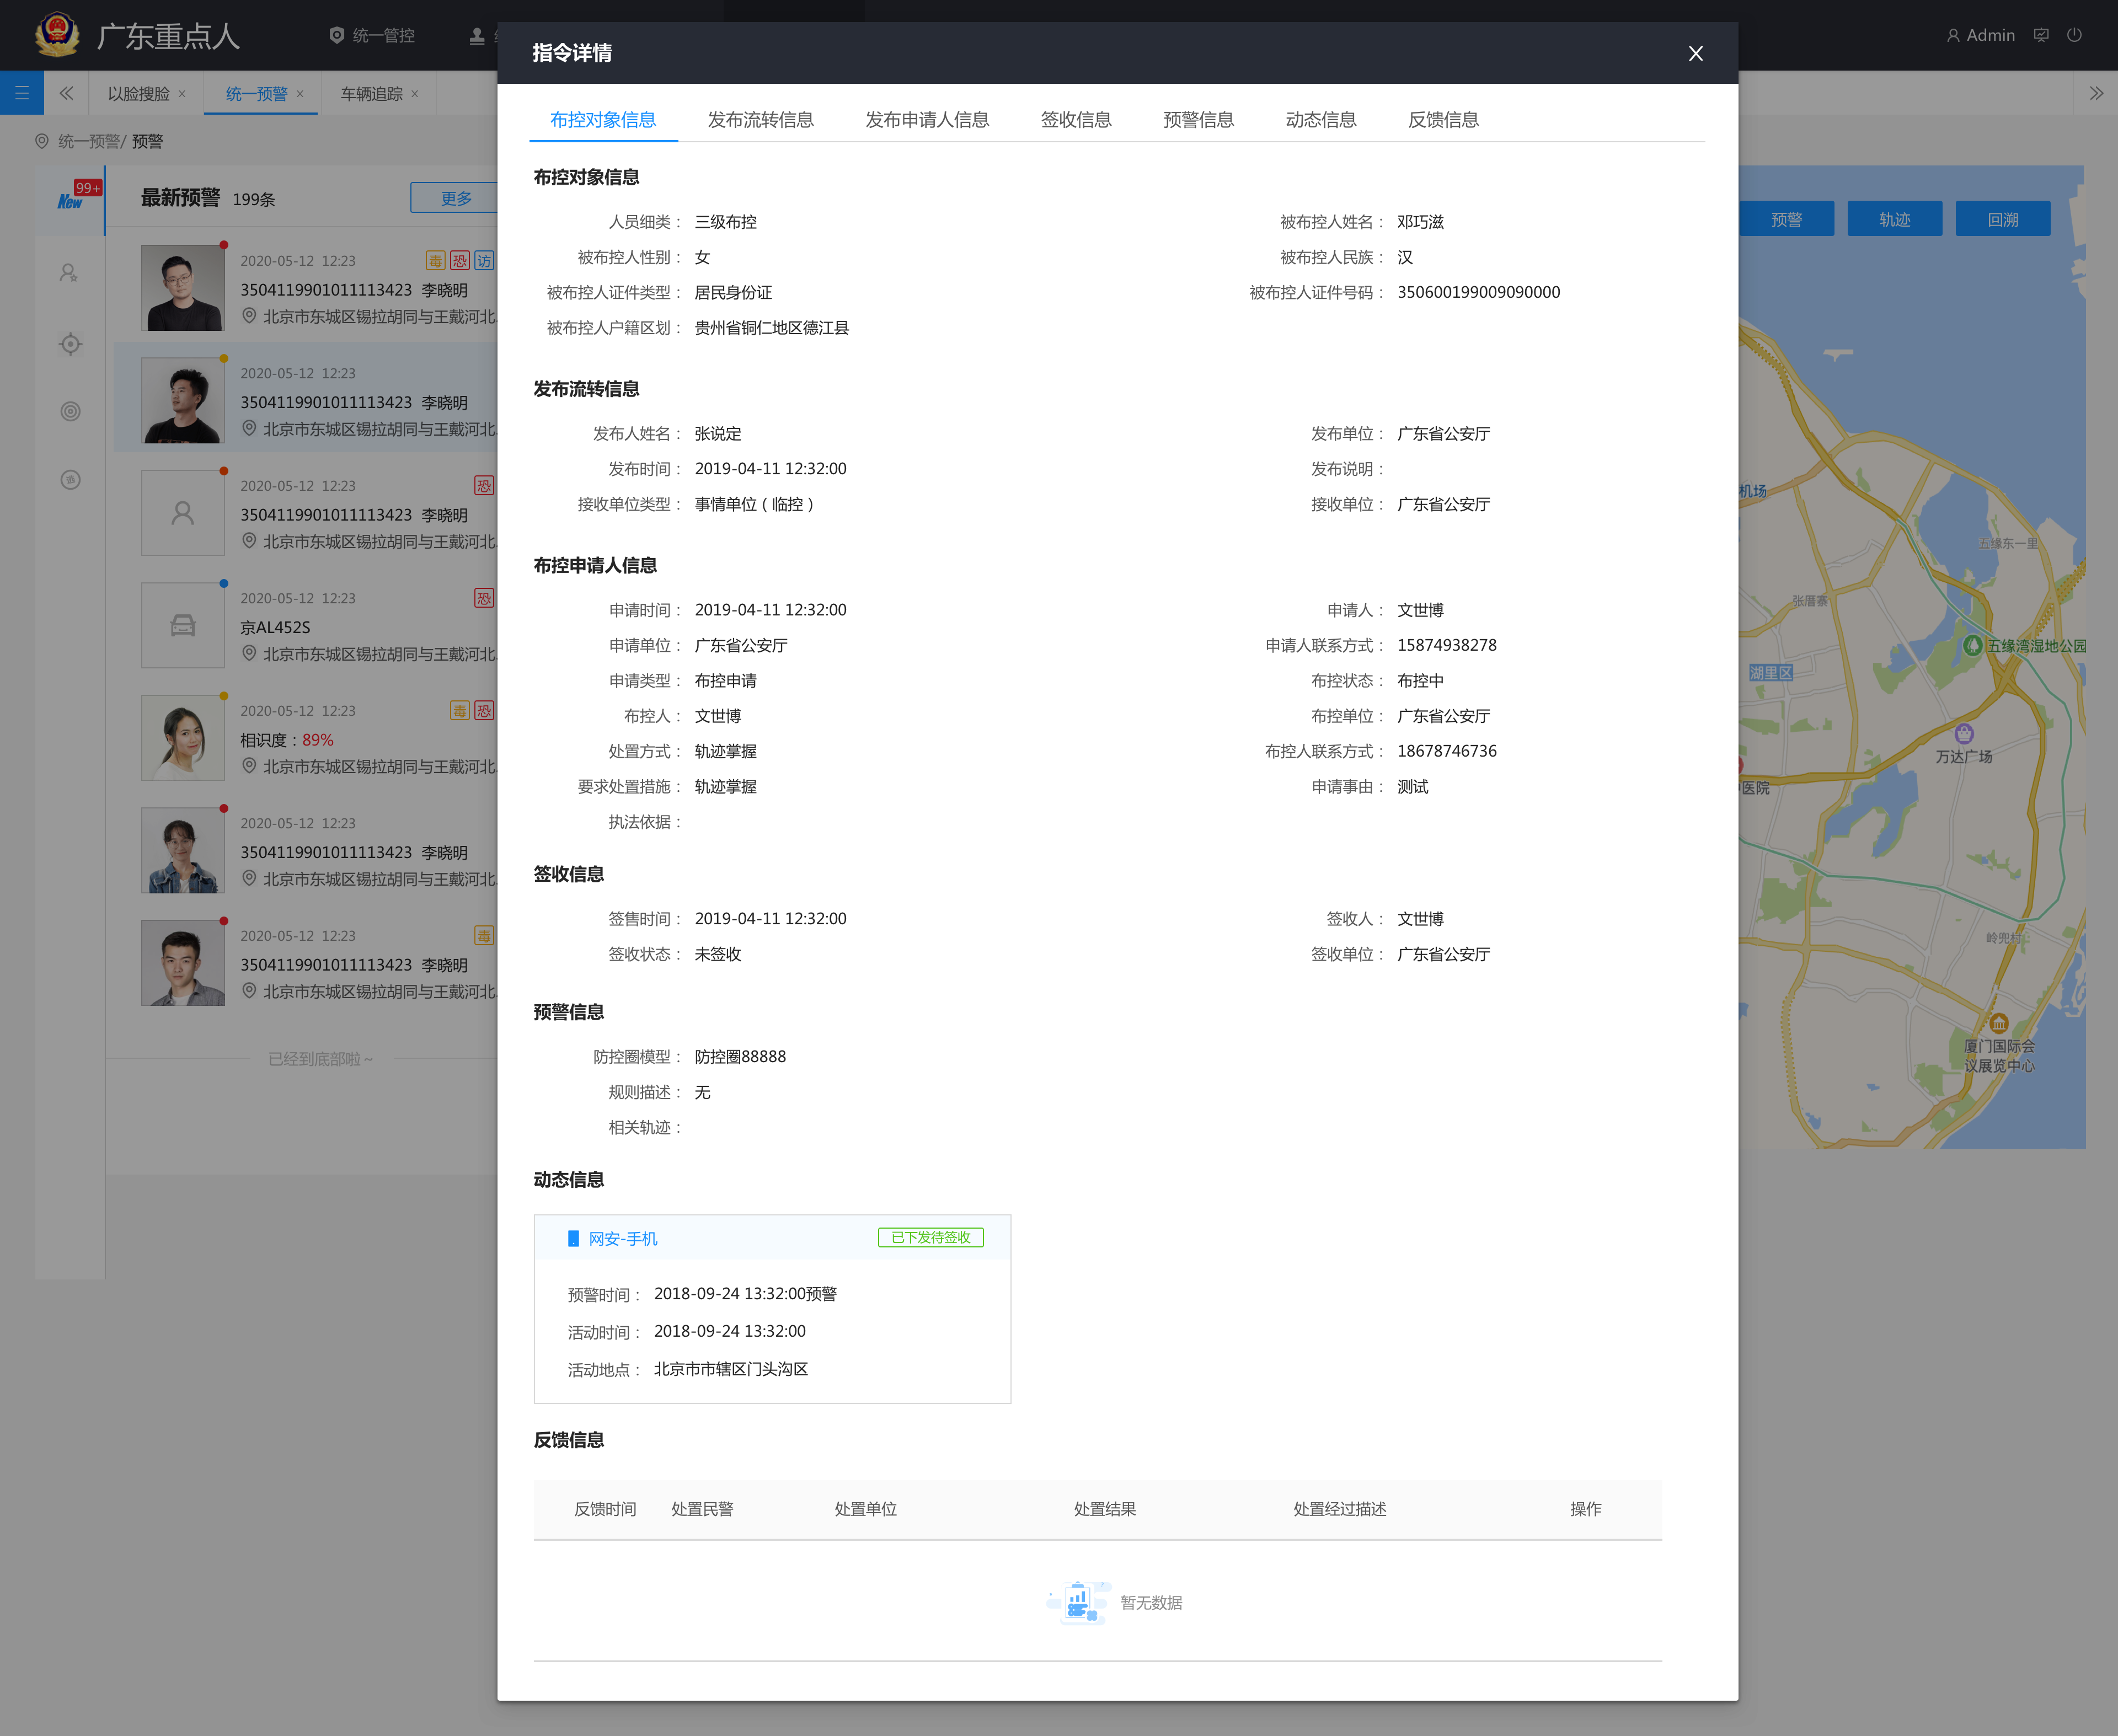 广东重点人
统一管控
Admin
以脸搜脸 ×
统一预警 ×
车辆追踪 ×
统一预警/ 预警
99+
New
最新预警 199条
更多
2020-05-12 12:23 毒 恐 访
3504119901011113423 李晓明
北京市东城区锡拉胡同与王戴河北
2020-05-12 12:23
3504119901011113423 李晓明
北京市东城区锡拉胡同与王戴河北
2020-05-12 12:23 恐
3504119901011113423 李晓明
北京市东城区锡拉胡同与王戴河北
2020-05-12 12:23 恐
京AL452S
北京市东城区锡拉胡同与王戴河北
2020-05-12 12:23 毒 恐
相识度：89%
北京市东城区锡拉胡同与王戴河北
2020-05-12 12:23
3504119901011113423 李晓明
北京市东城区锡拉胡同与王戴河北
2020-05-12 12:23 毒
3504119901011113423 李晓明
北京市东城区锡拉胡同与王戴河北
已经到底部啦～
指令详情
布控对象信息 发布流转信息 发布申请人信息 签收信息 预警信息 动态信息 反馈信息
布控对象信息
人员细类： 三级布控 被布控人姓名： 邓巧滋
被布控人性别： 女 被布控人民族： 汉
被布控人证件类型： 居民身份证 被布控人证件号码： 350600199009090000
被布控人户籍区划： 贵州省铜仁地区德江县
发布流转信息
发布人姓名： 张说定 发布单位： 广东省公安厅
发布时间： 2019-04-11 12:32:00 发布说明：
接收单位类型： 事情单位（临控） 接收单位： 广东省公安厅
布控申请人信息
申请时间： 2019-04-11 12:32:00 申请人： 文世博
申请单位： 广东省公安厅 申请人联系方式： 15874938278
申请类型： 布控申请 布控状态： 布控中
布控人： 文世博 布控单位： 广东省公安厅
处置方式： 轨迹掌握 布控人联系方式： 18678746736
要求处置措施： 轨迹掌握 申请事由： 测试
执法依据：
签收信息
签售时间： 2019-04-11 12:32:00 签收人： 文世博
签收状态： 未签收 签收单位： 广东省公安厅
预警信息
防控圈模型： 防控圈88888
规则描述： 无
相关轨迹：
动态信息
网安-手机 已下发待签收
预警时间： 2018-09-24 13:32:00预警
活动时间： 2018-09-24 13:32:00
活动地点： 北京市市辖区门头沟区
反馈信息
反馈时间 处置民警 处置单位 处置结果 处置经过描述 操作
暂无数据
预警 轨迹 回溯
机场
五缘东一里
张厝寨
五缘湾湿地公园
湖里区
万达广场
中医院
岭兜村
厦门国际会
议展览中心